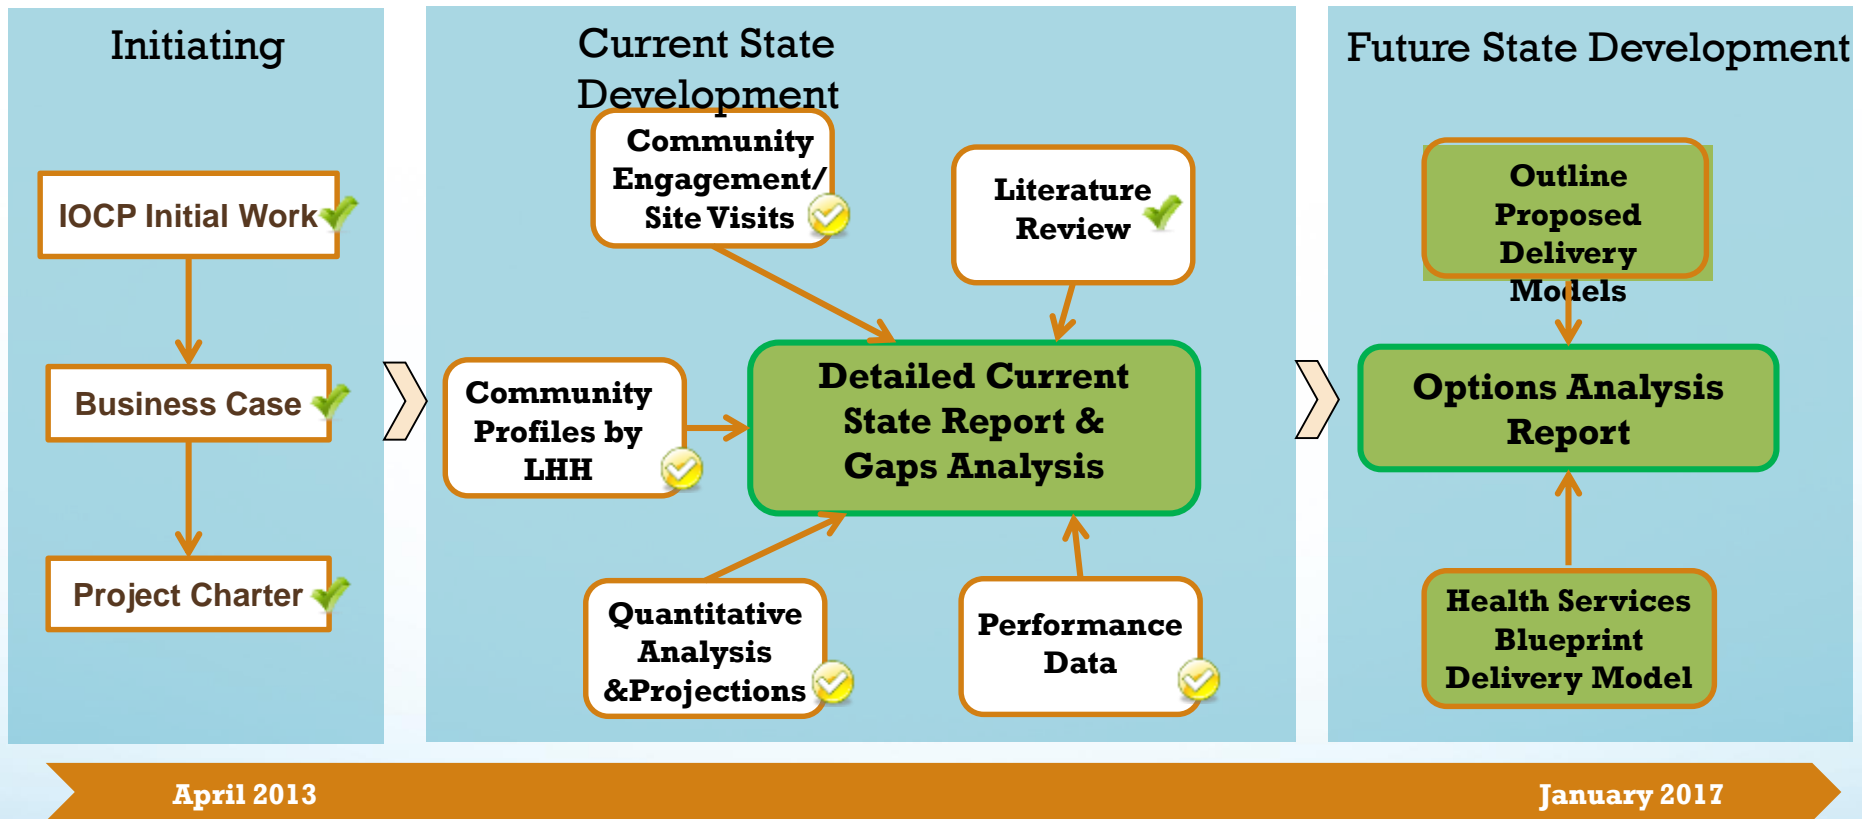 Initiating
IOCP Initial Work
Business Case
Project Charter
Current State
Development
Community
Engagement/
Site Visits
Literature
Review
Community
Profiles by
LHH
Detailed Current
State Report &
Gaps Analysis
Quantitative
Analysis
&Projections
Performance
Data
Future State Development
Outline
Proposed
Delivery
Models
Options Analysis
Report
Health Services
Blueprint
Delivery Model
April 2013
January 2017